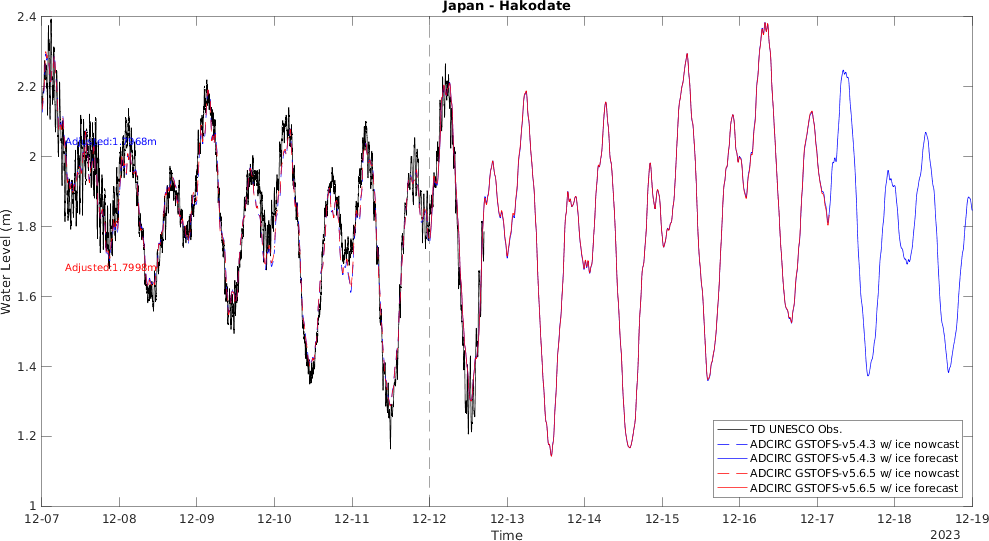 Japan - Hakodate
2.4
2.2
2
1.8
1.6
1.4
1.2
1
Water Level (m)
Adjusted:1.7998m
TD UNESCO Obs.
ADCIRC GSTOFS-v5.4.3 w/ ice nowcast
ADCIRC GSTOFS-v5.4.3 w/ ice forecast
ADCIRC GSTOFS-v5.6.5 w/ ice nowcast
ADCIRC GSTOFS-v5.6.5 w/ ice forecast
12-07 12-08 12-09 12-10 12-11 12-12 12-13 12-14 12-15 12-16 12-17 12-18 12-19
Time
2023